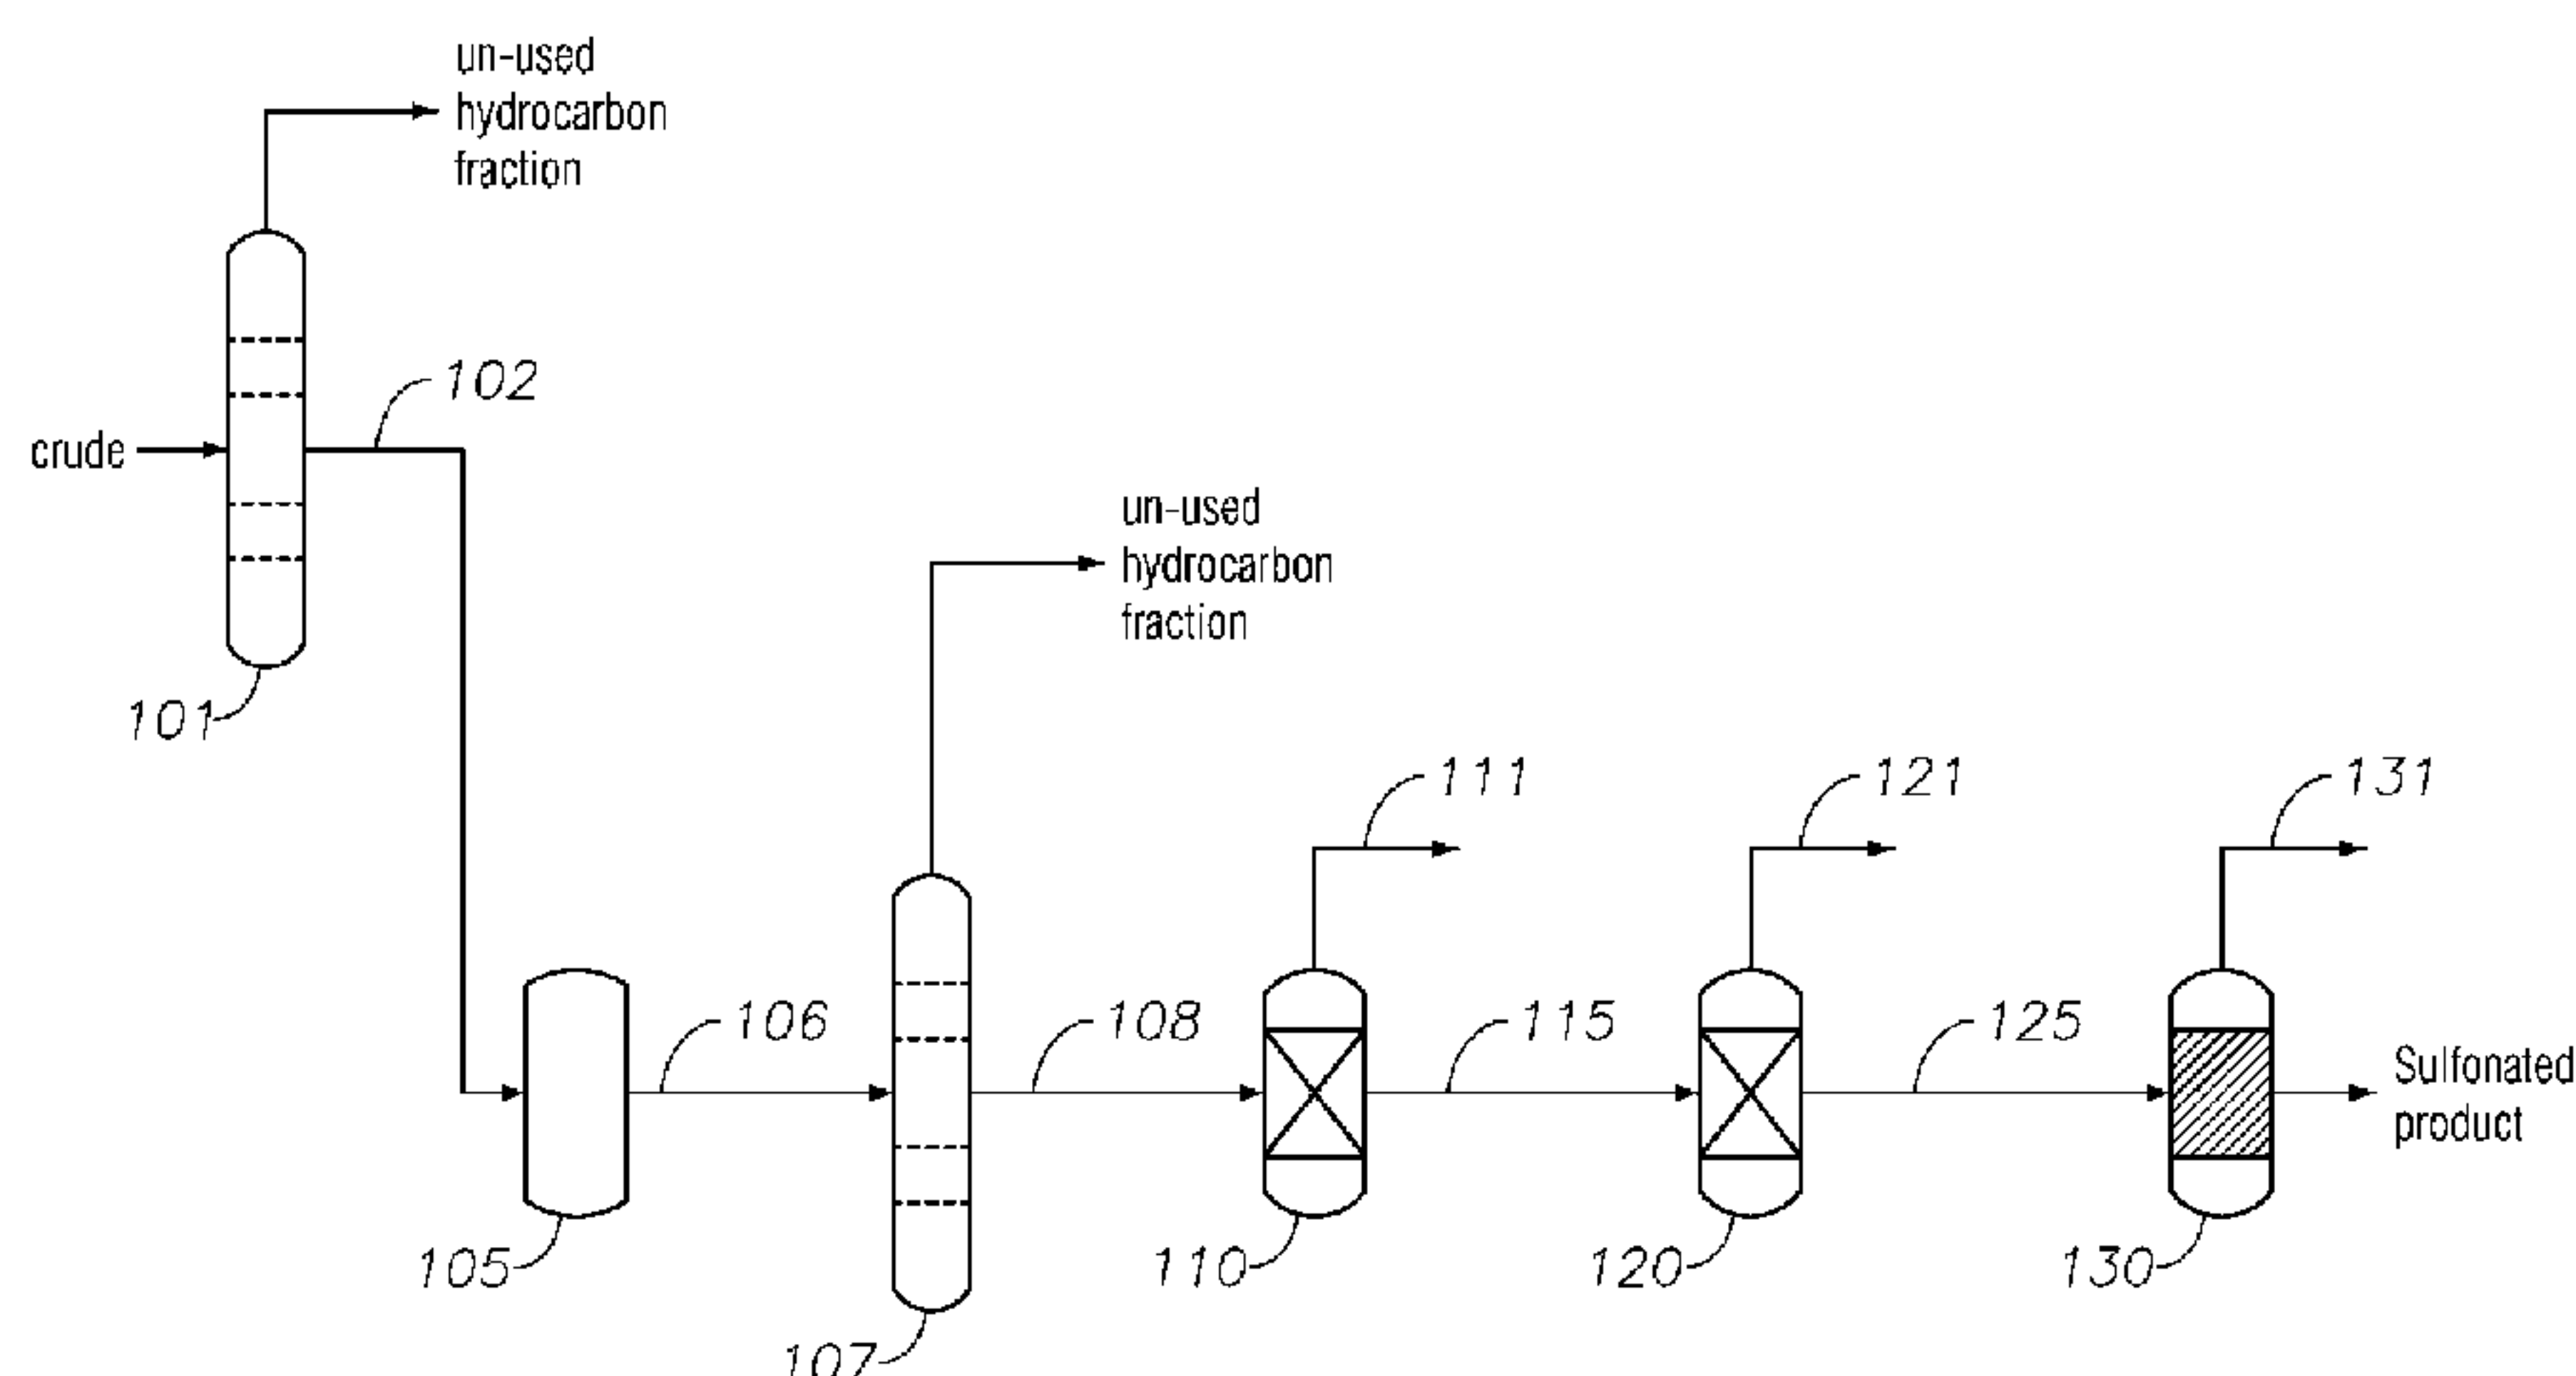 un-used
hydrocarbon
fraction
102
crude
un-used
hydrocarbon
fraction
101
111
121
131
106
108
115
125
Sulfonated
product
105
110
120
130
107